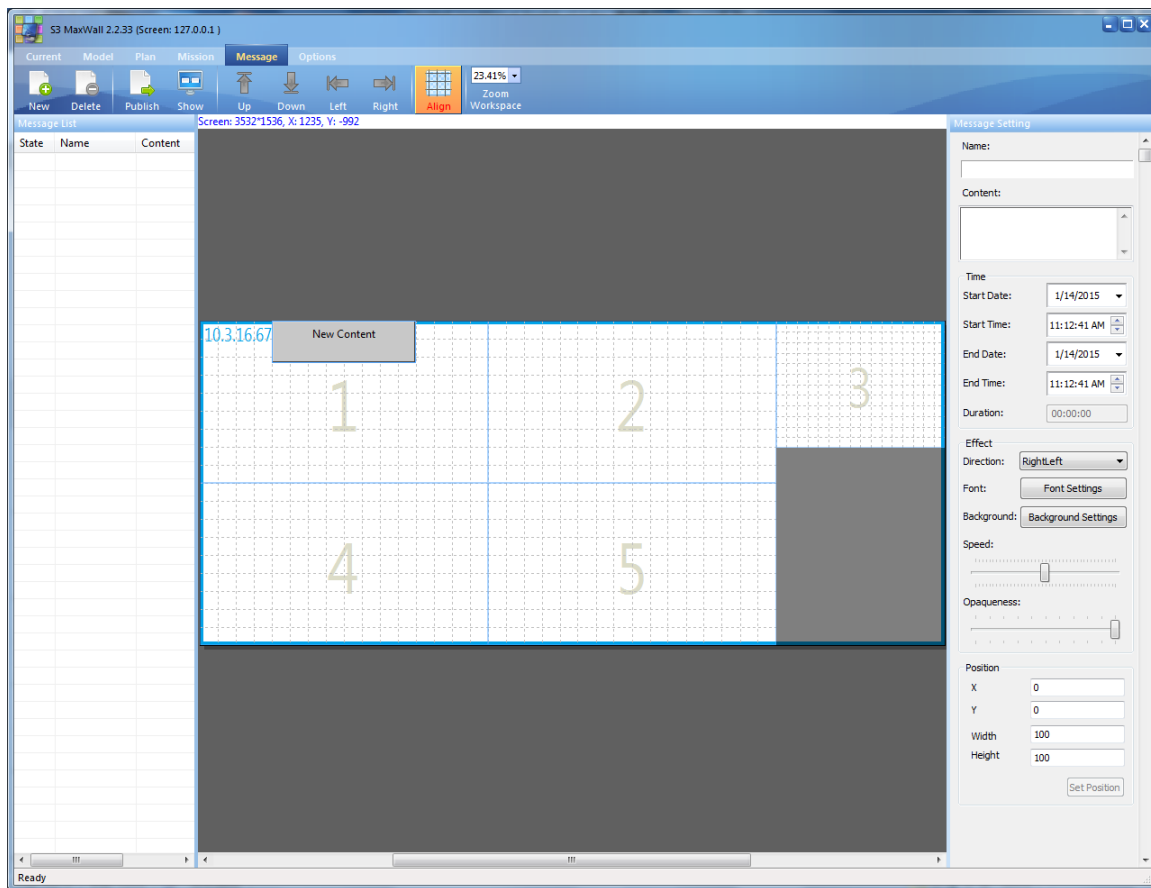 S3 MaxWall 2.2.33 (Screen: 127.0.0.1 )
Current Model Plan Mission Message Options
New Delete Publish Show Up Down Left Right Align
23.41%
Zoom
Workspace
Message List
State Name Content
Screen: 3532*1536, X: 1235, Y: -992
10.3.16.67
New Content
1 2 3
4 5
Message Setting
Name:
Content:
Time
Start Date: 1/14/2015
Start Time: 11:12:41 AM
End Date: 1/14/2015
End Time: 11:12:41 AM
Duration: 00:00:00
Effect
Direction: RightLeft
Font: Font Settings
Background: Background Settings
Speed:
Opaqueness:
Position
X 0
Y 0
Width 100
Height 100
Set Position
Ready